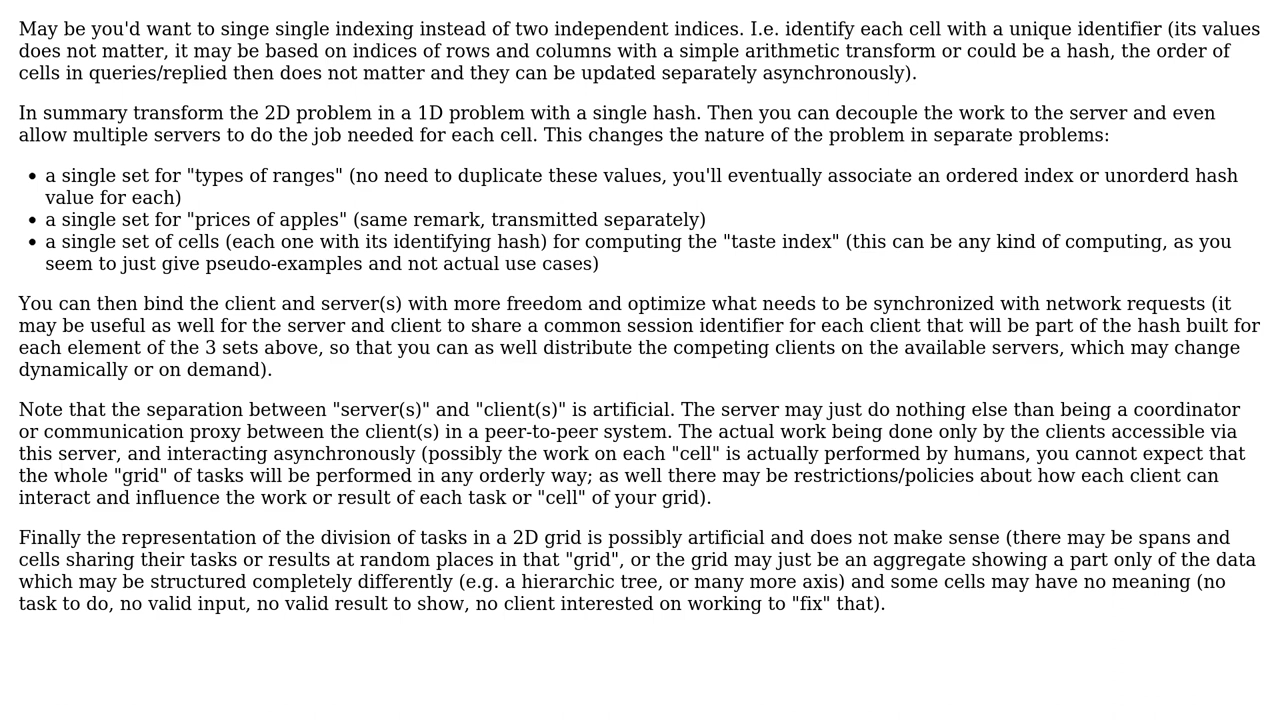 May be you'd want to singe single indexing instead of two independent indices. I.e. identify each cell with a unique identifier (its values
does not matter, it may be based on indices of rows and columns with a simple arithmetic transform or could be a hash, the order of
cells in queries/replied then does not matter and they can be updated separately asynchronously).
In summary transform the 2D problem in a 1D problem with a single hash. Then you can decouple the work to the server and even
allow multiple servers to do the job needed for each cell. This changes the nature of the problem in separate problems:
• a single set for "types of ranges" (no need to duplicate these values, you'll eventually associate an ordered index or unorderd hash
value for each)
• a single set for "prices of apples" (same remark, transmitted separately)
• a single set of cells (each one with its identifying hash) for computing the "taste index" (this can be any kind of computing, as you
seem to just give pseudo-examples and not actual use cases)
You can then bind the client and server(s) with more freedom and optimize what needs to be synchronized with network requests (it
may be useful as well for the server and client to share a common session identifier for each client that will be part of the hash built for
each element of the 3 sets above, so that you can as well distribute the competing clients on the available servers, which may change
dynamically or on demand).
Note that the separation between "server(s)" and "client(s)" is artificial. The server may just do nothing else than being a coordinator
or communication proxy between the client(s) in a peer-to-peer system. The actual work being done only by the clients accessible via
this server, and interacting asynchronously (possibly the work on each "cell" is actually performed by humans, you cannot expect that
the whole "grid" of tasks will be performed in any orderly way; as well there may be restrictions/policies about how each client can
interact and influence the work or result of each task or "cell" of your grid).
Finally the representation of the division of tasks in a 2D grid is possibly artificial and does not make sense (there may be spans and
cells sharing their tasks or results at random places in that "grid", or the grid may just be an aggregate showing a part only of the data
which may be structured completely differently (e.g. a hierarchic tree, or many more axis) and some cells may have no meaning (no
task to do, no valid input, no valid result to show, no client interested on working to "fix" that).